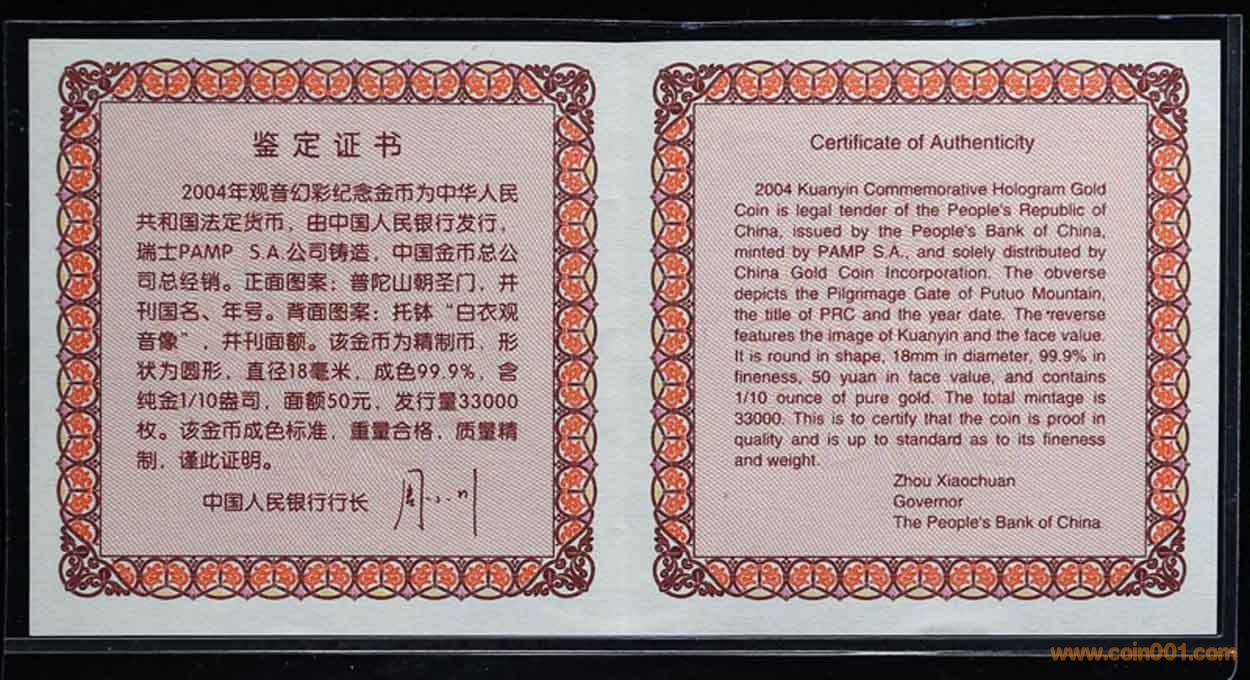 鉴定证书
2004年观音幻彩纪念金币为中华人民
共和国法定货币，由中国人民银行发行，
瑞士PAMP S.A.公司铸造，中国金币总公
司总经销。正面图案：普陀山朝圣门，并
刊国名、年号。背面图案：托钵“白衣观
音像”，并刊面额。该金币为精制币，形
状为圆形，直径18毫米，成色99.9%，含
纯金1/10盎司，面额50元，发行量33000
枚。该金币成色标准，重量合格，质量精
制，谨此证明。
中国人民银行行长 周小川
Certificate of Authenticity
2004 Kuanyin Commemorative Hologram Gold
Coin is legal tender of the People's Republic of
China, issued by the People's Bank of China,
minted by PAMP S.A., and solely distributed by
China Gold Coin Incorporation. The obverse
depicts the Pilgrimage Gate of Putuo Mountain,
the title of PRC and the year date. The reverse
features the image of Kuanyin and the face value.
It is round in shape, 18mm in diameter, 99.9% in
fineness, 50 yuan in face value, and contains
1/10 ounce of pure gold. The total mintage is
33000. This is to certify that the coin is proof in
quality and is up to standard as to its fineness
and weight.
Zhou Xiaochuan
Governor
The People's Bank of China
www.coin001.com